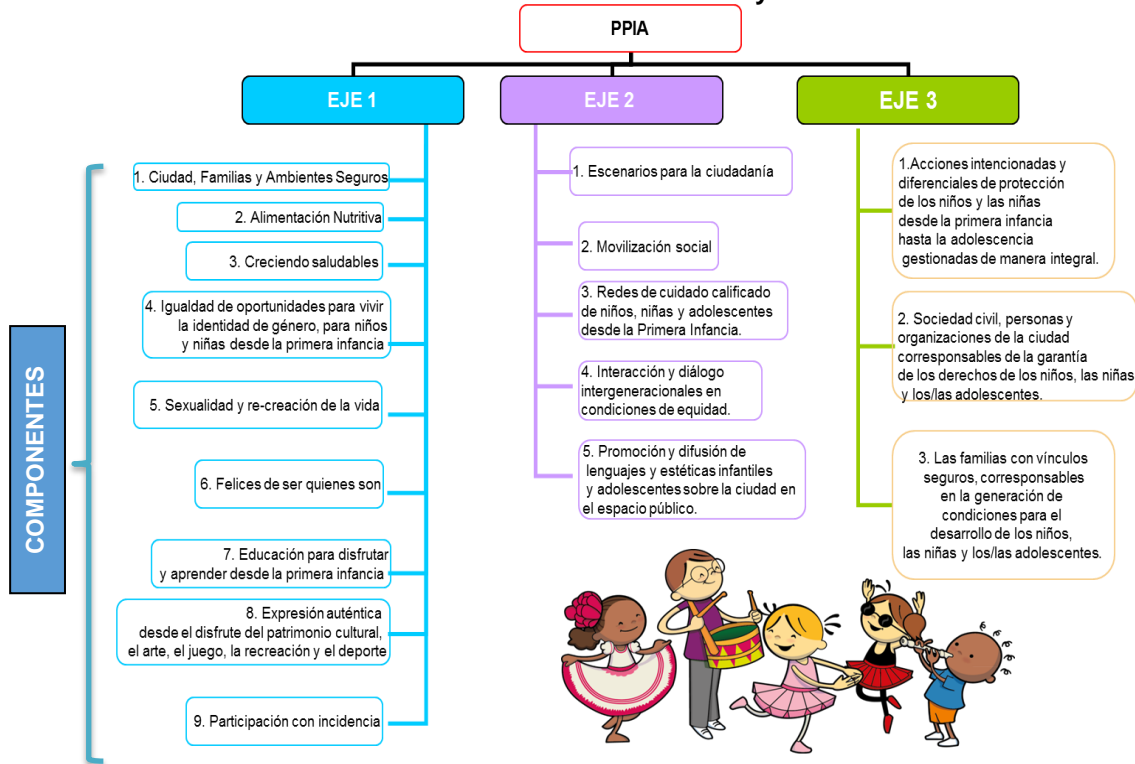 PPIA
EJE 1
EJE 2
EJE 3
COMPONENTES
1. Ciudad, Familias y Ambientes Seguros
2. Alimentación Nutritiva
3. Creciendo saludables
4. Igualdad de oportunidades para vivir
la identidad de género, para niños
y niñas desde la primera infancia
5. Sexualidad y re-creación de la vida
6. Felices de ser quienes son
7. Educación para disfrutar
y aprender desde la primera infancia
8. Expresión auténtica
desde el disfrute del patrimonio cultural,
el arte, el juego, la recreación y el deporte
9. Participación con incidencia
1. Escenarios para la ciudadanía
2. Movilización social
3. Redes de cuidado calificado
de niños, niñas y adolescentes
desde la Primera Infancia.
4. Interacción y diálogo
intergeneracionales en
condiciones de equidad.
5. Promoción y difusión de
lenguajes y estéticas infantiles
y adolescentes sobre la ciudad en
el espacio público.
1.Acciones intencionadas y
diferenciales de protección
de los niños y las niñas
desde la primera infancia
hasta la adolescencia
gestionadas de manera integral.
2. Sociedad civil, personas y
organizaciones de la ciudad
corresponsables de la garantía
de los derechos de los niños, las niñas
y los/las adolescentes.
3. Las familias con vínculos
seguros, corresponsables
en la generación de
condiciones para el
desarrollo de los niños,
las niñas y los/las adolescentes.